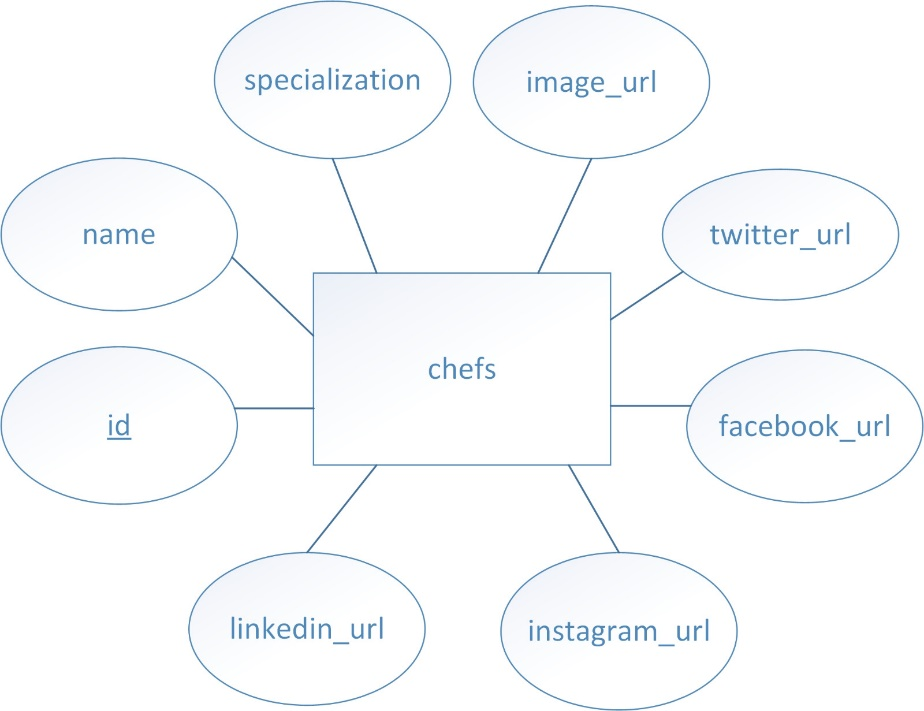 specialization
image_url
name
twitter_url
chefs
id
facebook_url
linkedin_url
instagram_url